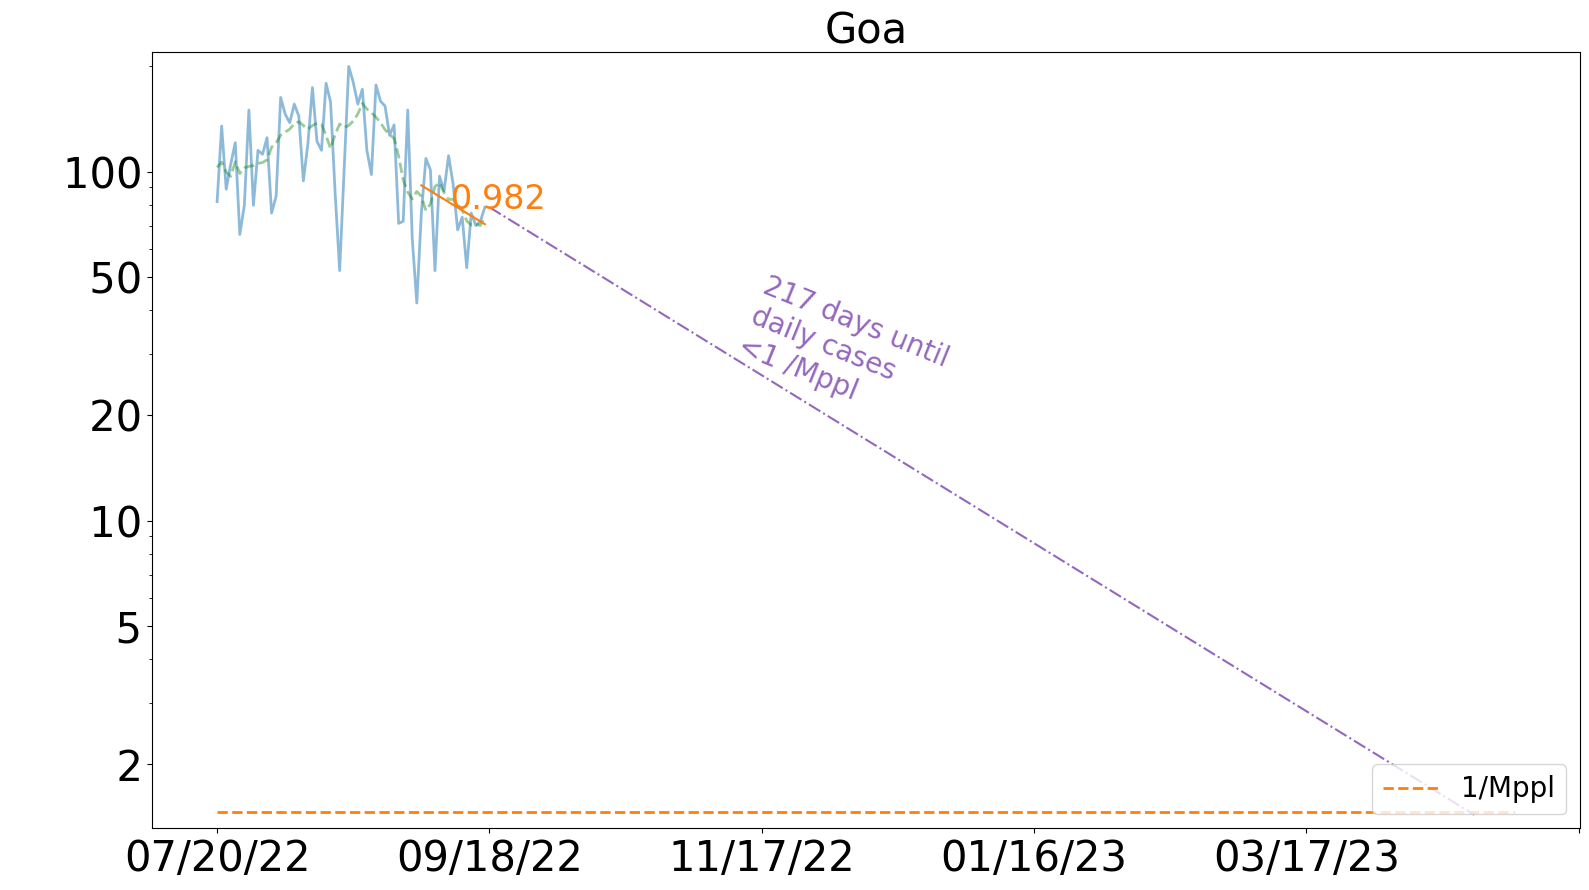 Goa
100
50
20
10
5
2
0.982
217 days until
daily cases
<1 /Mppl
1/Mppl
07/20/22
09/18/22
11/17/22
01/16/23
03/17/23